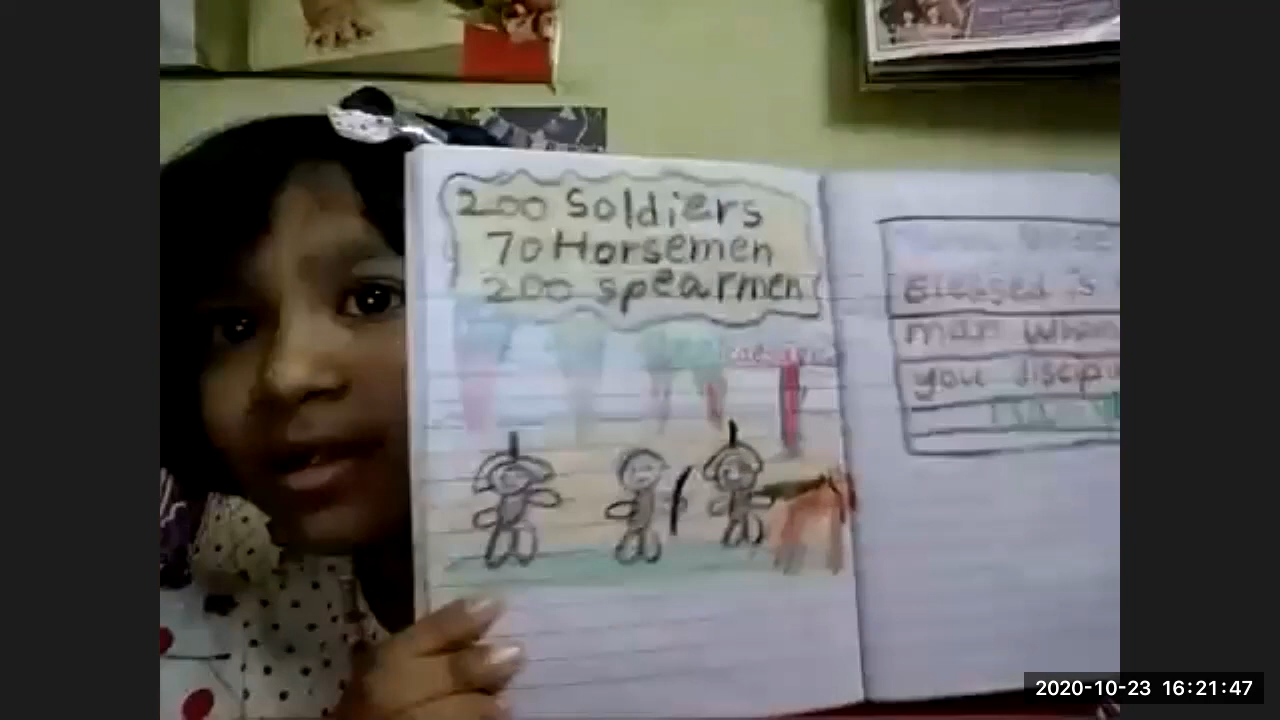 200 Soldiers
70 Horsemen
200 spearmen
Blessed is
man whom
you discip
2020-10-23 16:21:47